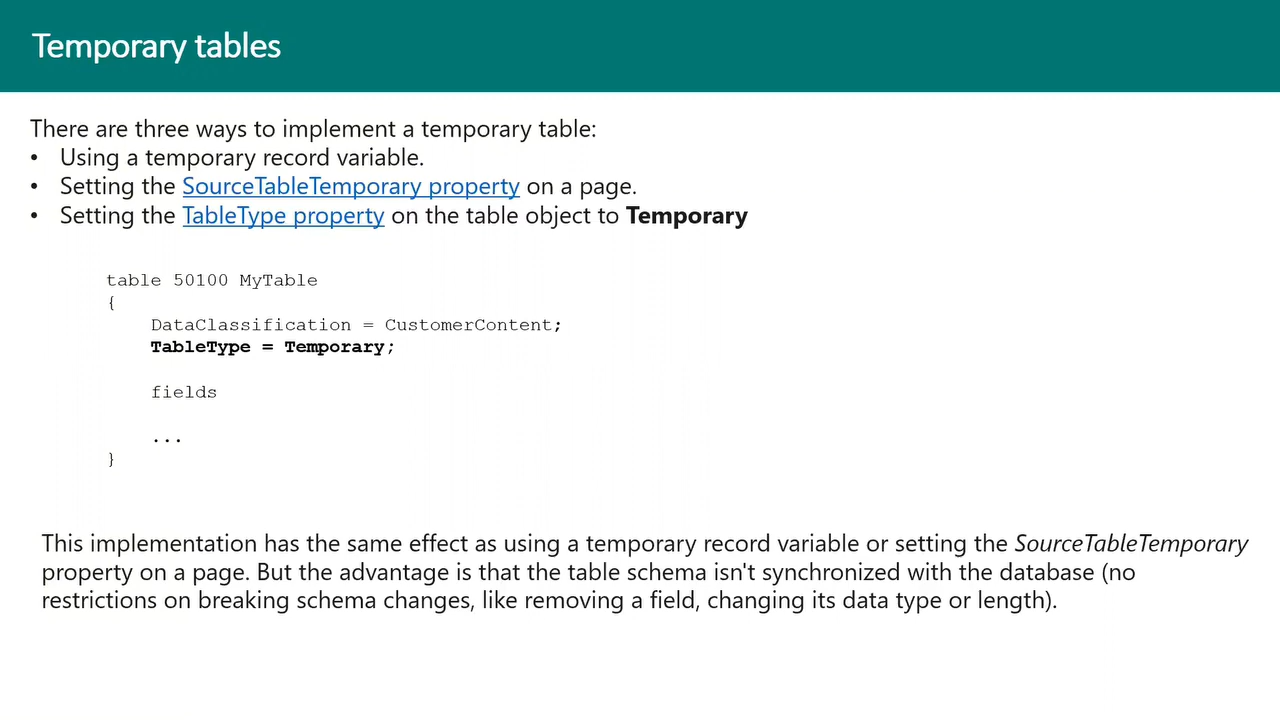 Temporary tables
There are three ways to implement a temporary table:
• Using a temporary record variable.
• Setting the SourceTableTemporary property on a page.
• Setting the TableType property on the table object to Temporary
table 50100 MyTable
{
DataClassification = CustomerContent;
TableType = Temporary;
fields
...
}
This implementation has the same effect as using a temporary record variable or setting the SourceTableTemporary
property on a page. But the advantage is that the table schema isn't synchronized with the database (no
restrictions on breaking schema changes, like removing a field, changing its data type or length).